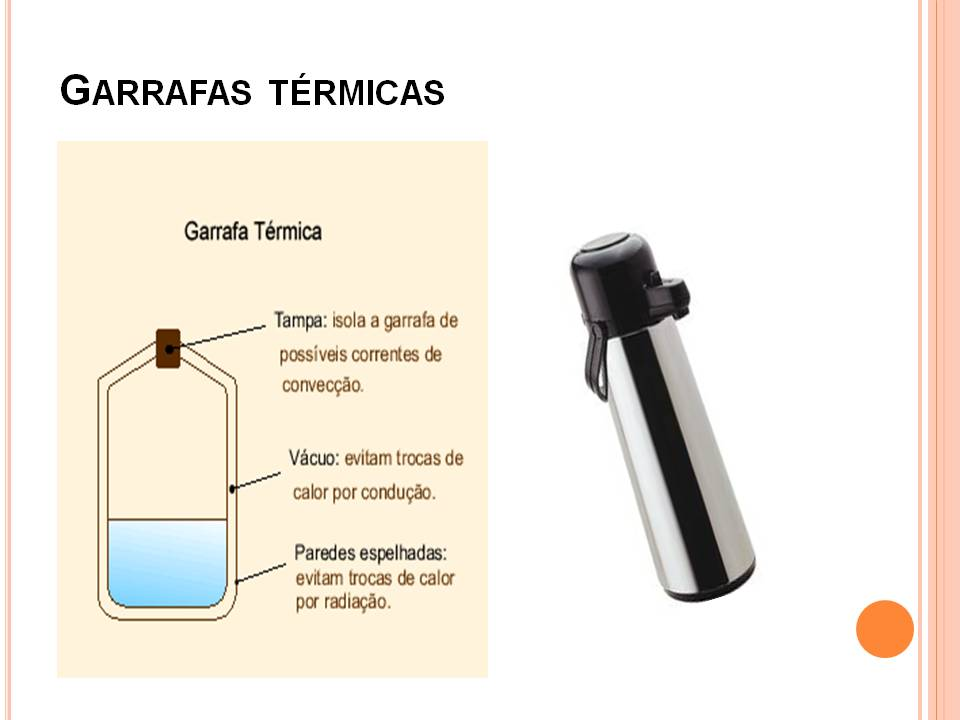 GARRAFAS TÉRMICAS
Garrafa Térmica
Tampa: isola a garrafa de
possíveis correntes de
convecção.
Vácuo: evitam trocas de
calor por condução.
Paredes espelhadas:
evitam trocas de calor
por radiação.